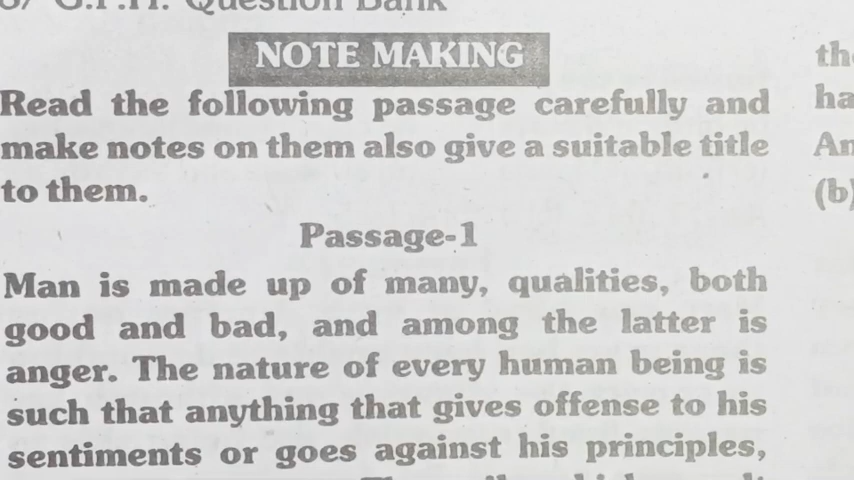 G.P.H. Question Bank
NOTE MAKING
Read the following passage carefully and
make notes on them also give a suitable title
to them.
Passage-1
Man is made up of many, qualities, both
good and bad, and among the latter is
anger. The nature of every human being is
such that anything that gives offense to his
sentiments or goes against his principles,
(b)